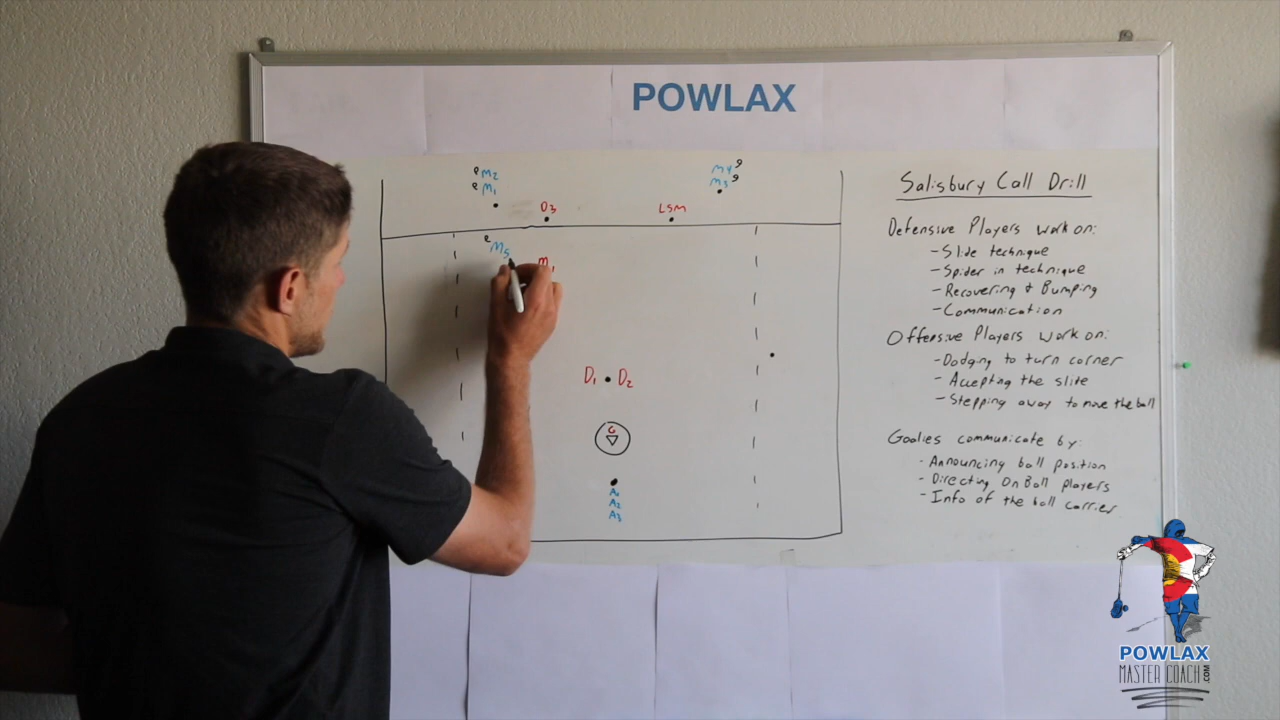 POWLAX
M2
M1
M4
M3
D3
LSM
M5
M1
D1 D2
G
A1
A2
A3
Salisbury Call Drill
Defensive Players work on:
- Slide technique
- Spider in technique
- Recovering & Bumping
- Communication
Offensive Players work on:
- Dodging to turn corner
- Accepting the slite
- Stepping away to move the ball
Goalies communicate by:
- Announcing ball position
- Directing On Ball players
- Info of the ball carrier
POWLAX
MASTER COACH.COM